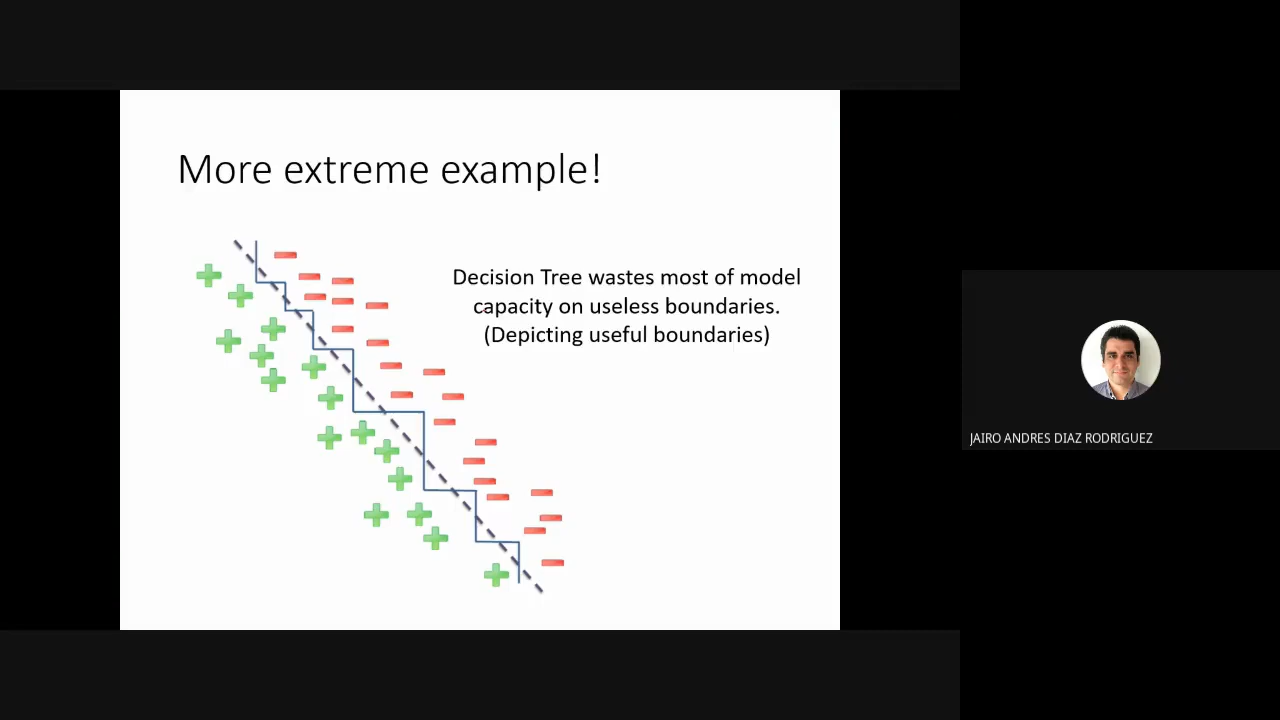 More extreme example!
Decision Tree wastes most of model
capacity on useless boundaries.
(Depicting useful boundaries)
JAIRO ANDRES DIAZ RODRIGUEZ